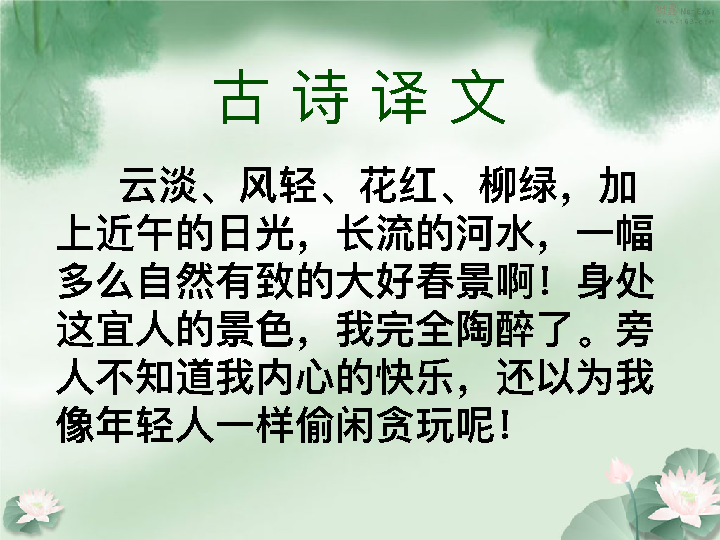 古诗译文
云淡、风轻、花红、柳绿，加
上近午的日光，长流的河水，一幅
多么自然有致的大好春景啊！身处
这宜人的景色，我完全陶醉了。旁
人不知道我内心的快乐，还以为我
像年轻人一样偷闲贪玩呢！